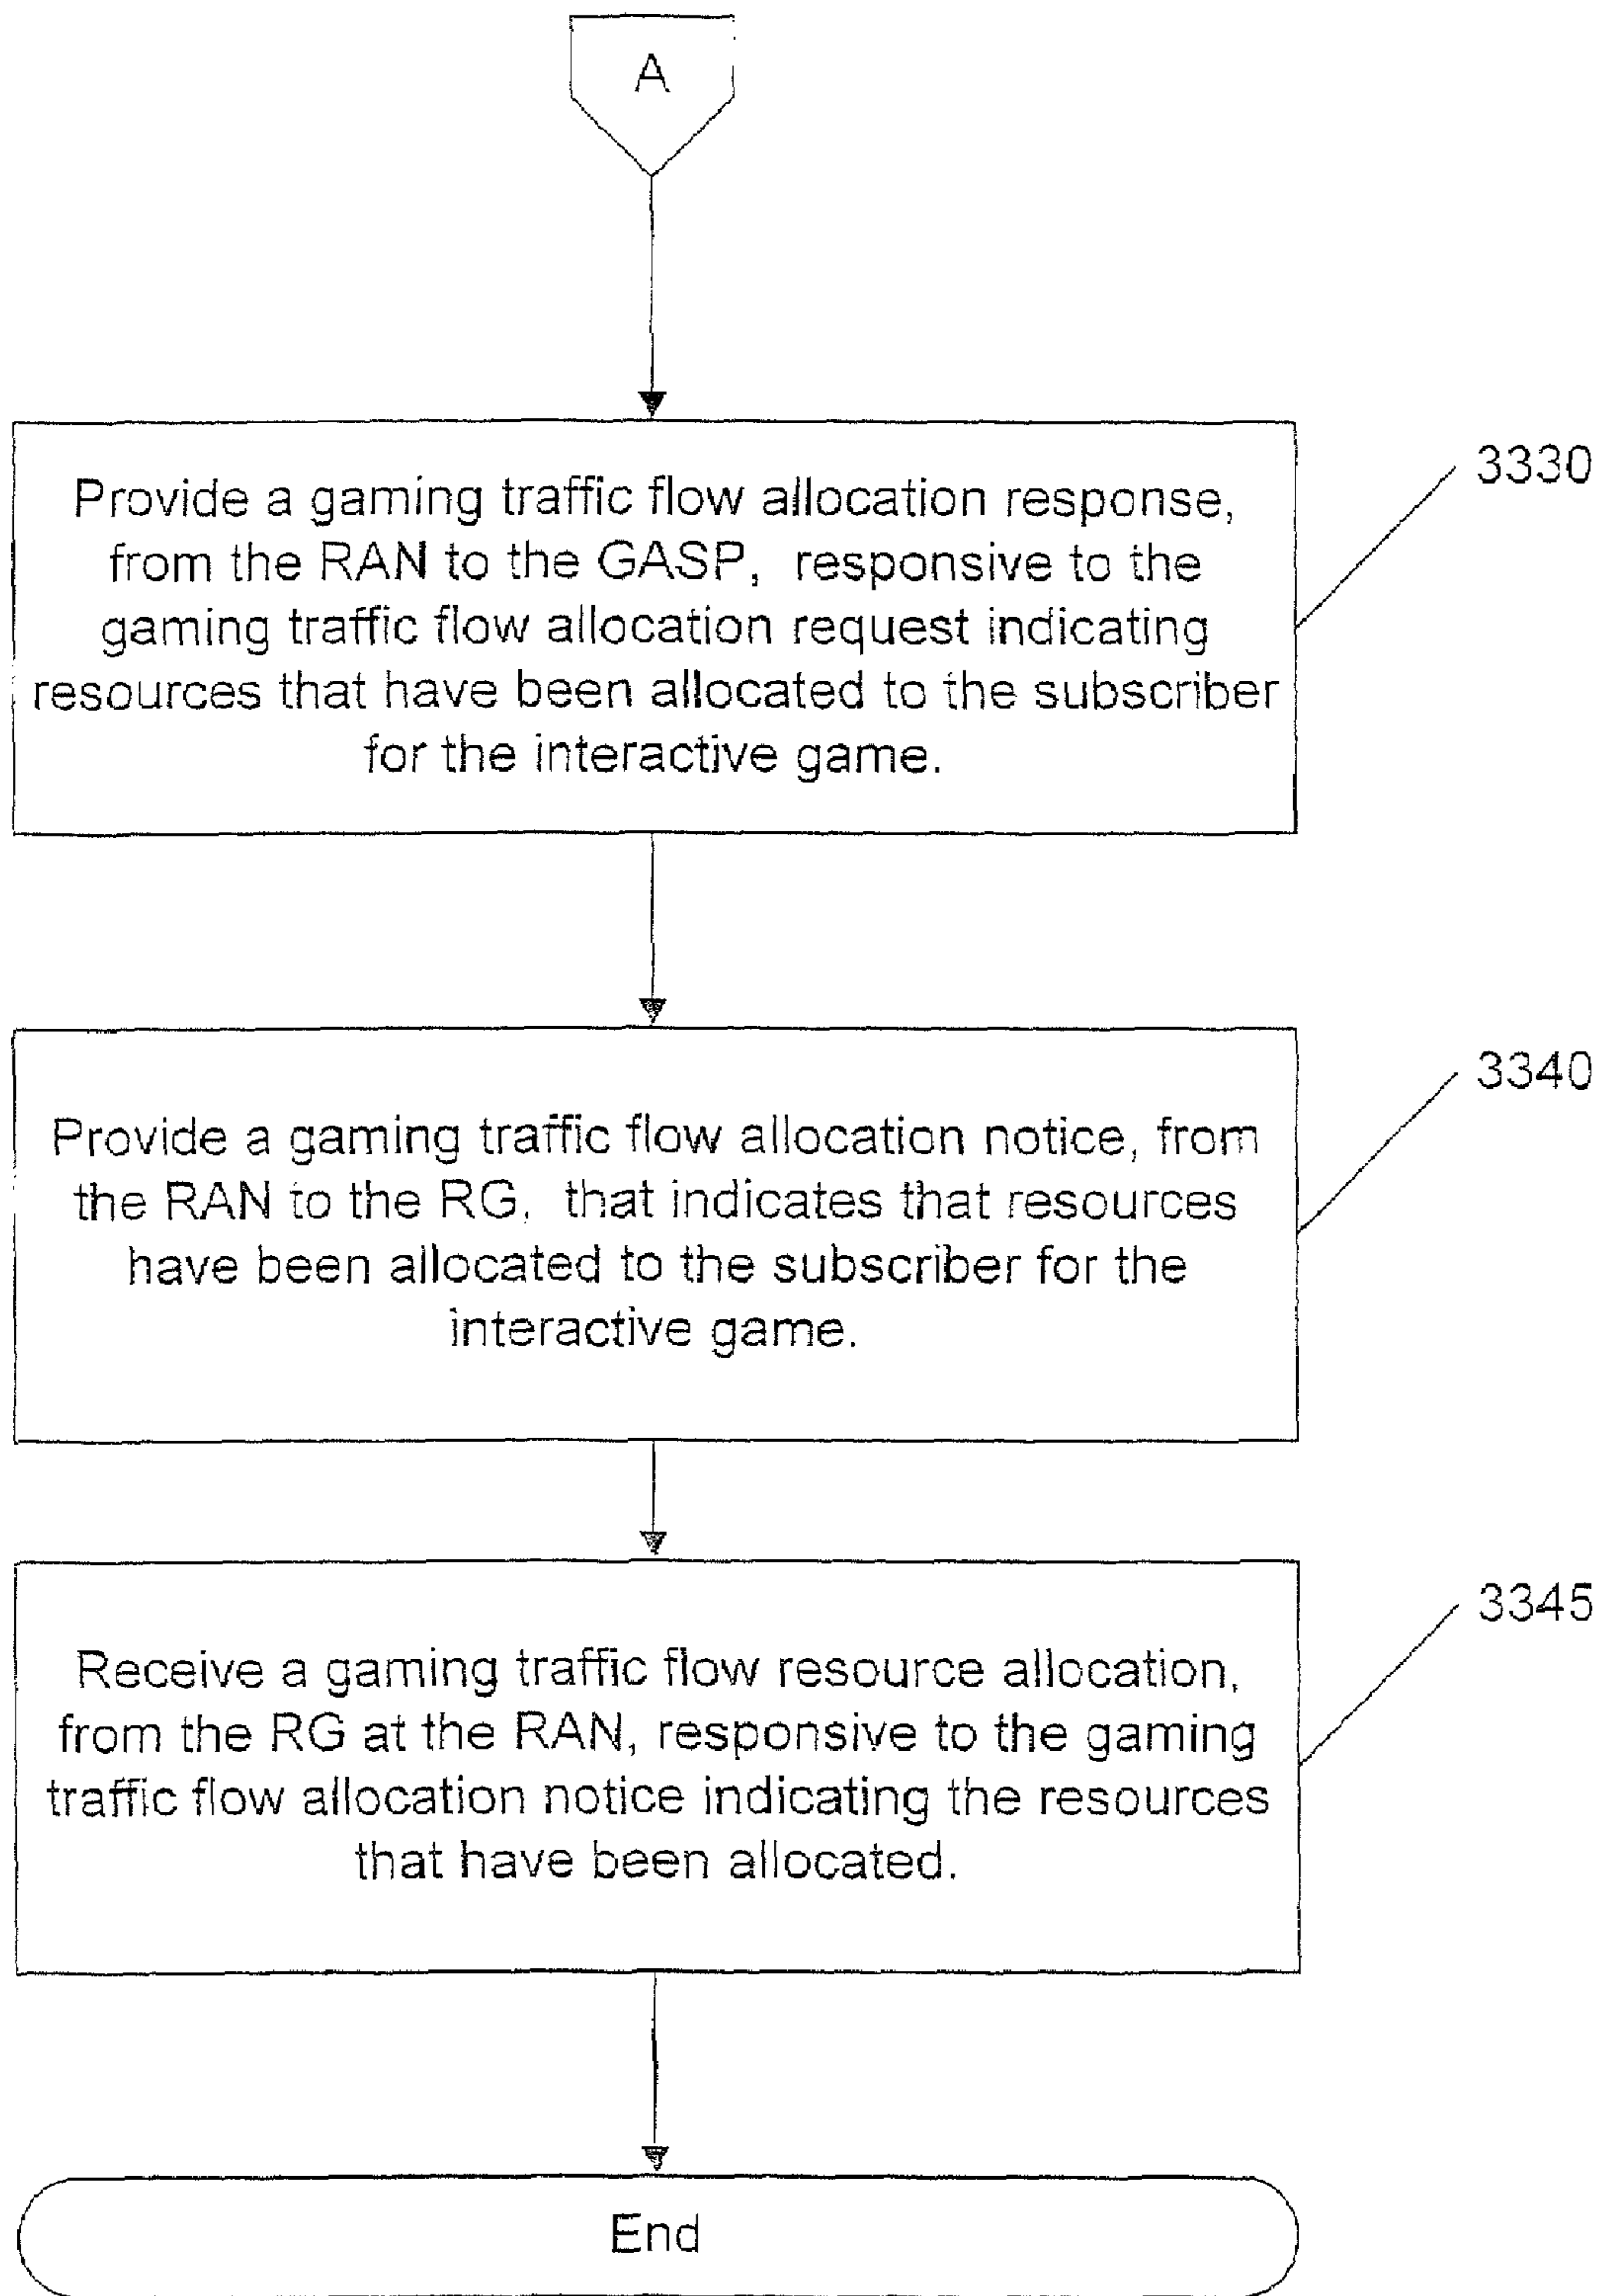 A
Provide a gaming traffic flow allocation response,
from the RAN to the GASP, responsive to the
gaming traffic flow allocation request indicating
resources that have been allocated to the subscriber
for the interactive game.
3330
Provide a gaming traffic flow allocation notice, from
the RAN to the RG, that indicates that resources
have been allocated to the subscriber for the
interactive game.
3340
Receive a gaming traffic flow resource allocation,
from the RG at the RAN, responsive to the gaming
traffic flow allocation notice indicating the resources
that have been allocated.
3345
End